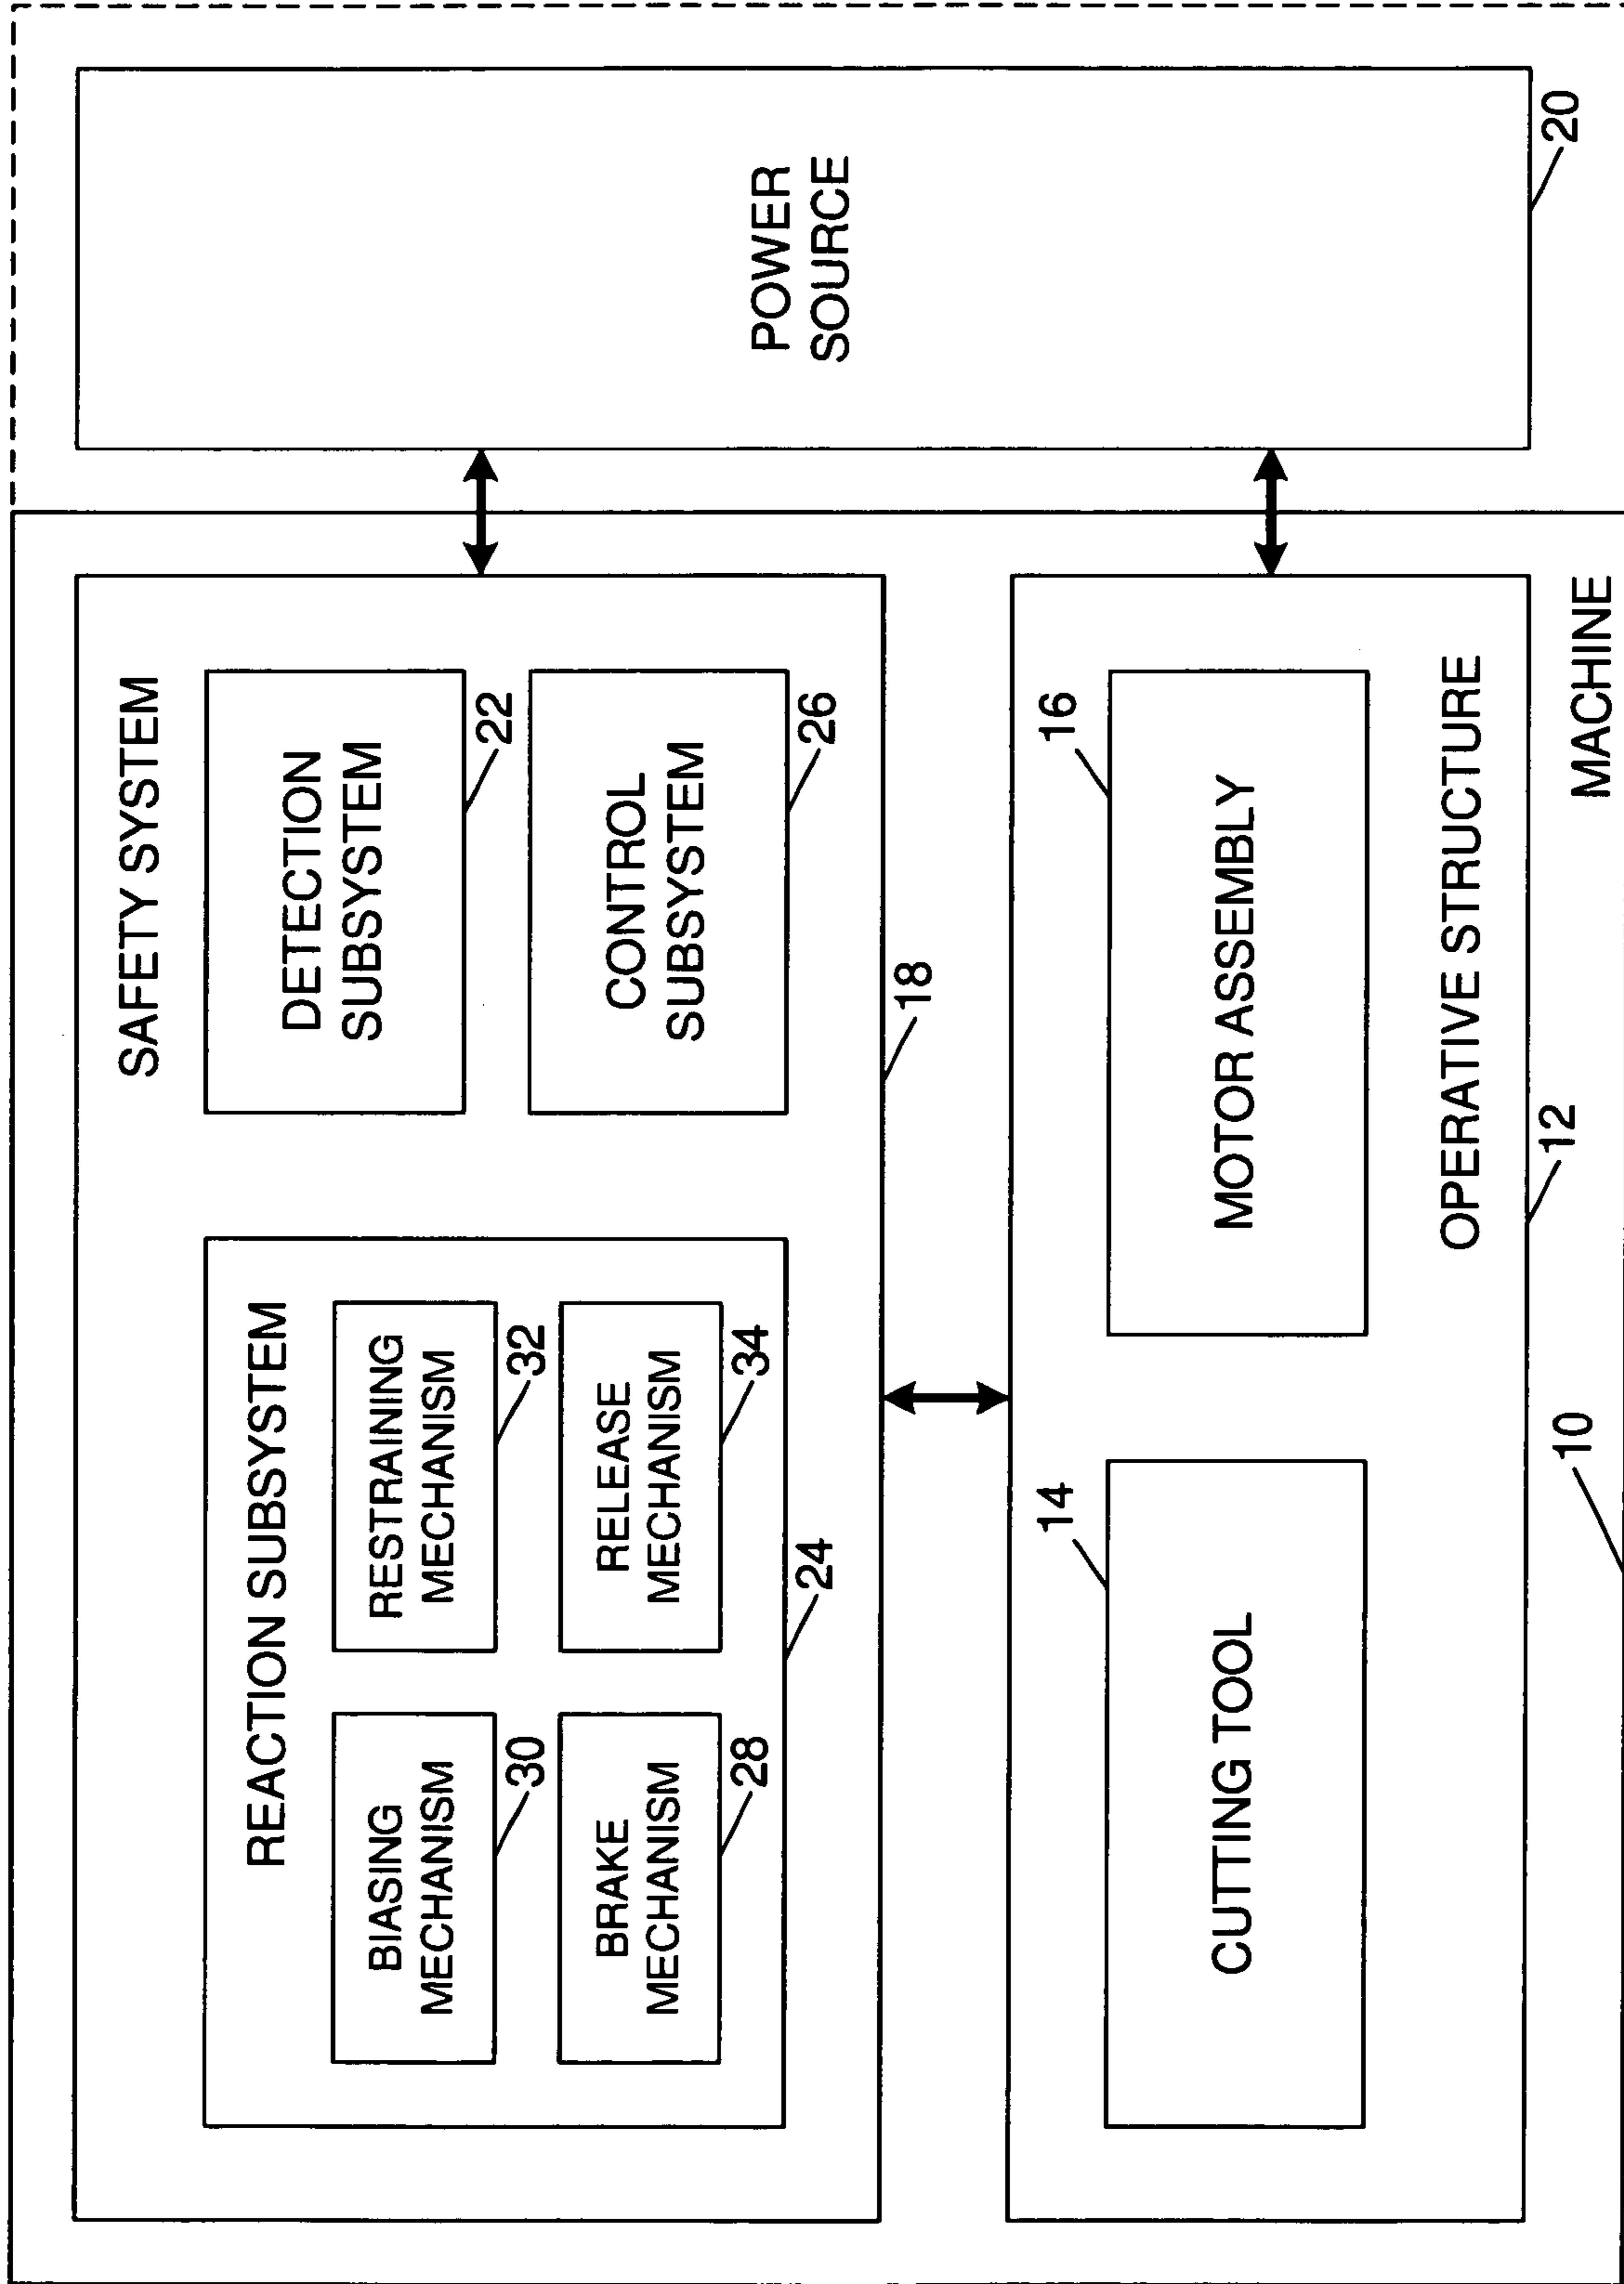 SAFETY SYSTEM
REACTION SUBSYSTEM
BIASING
MECHANISM
30
RESTRAINING
MECHANISM
32
BRAKE
MECHANISM
28
RELEASE
MECHANISM
34
24
DETECTION
SUBSYSTEM
22
CONTROL
SUBSYSTEM
26
18
POWER
SOURCE
20
14
CUTTING TOOL
16
MOTOR ASSEMBLY
OPERATIVE STRUCTURE
12
MACHINE
10